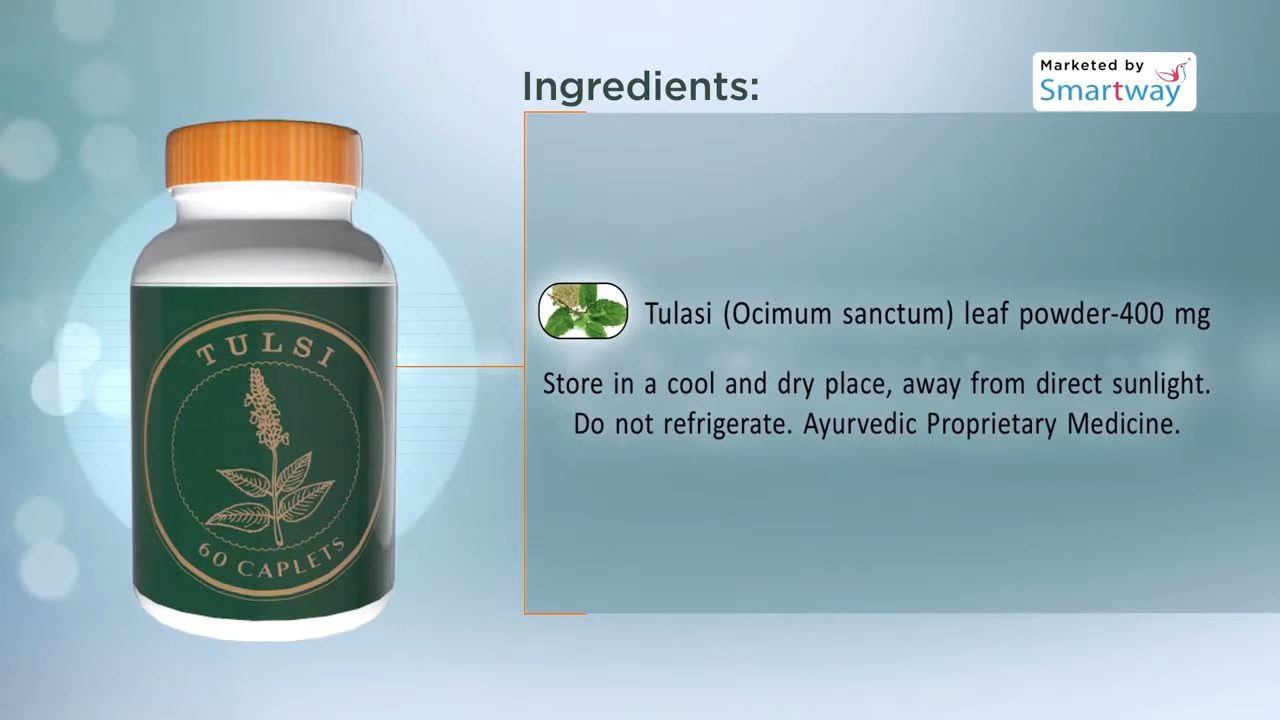 Ingredients:
Marketed by
Smartway
TULSI
60 CAPLETS
Tulasi (Ocimum sanctum) leaf powder-400 mg
Store in a cool and dry place, away from direct sunlight.
Do not refrigerate. Ayurvedic Proprietary Medicine.